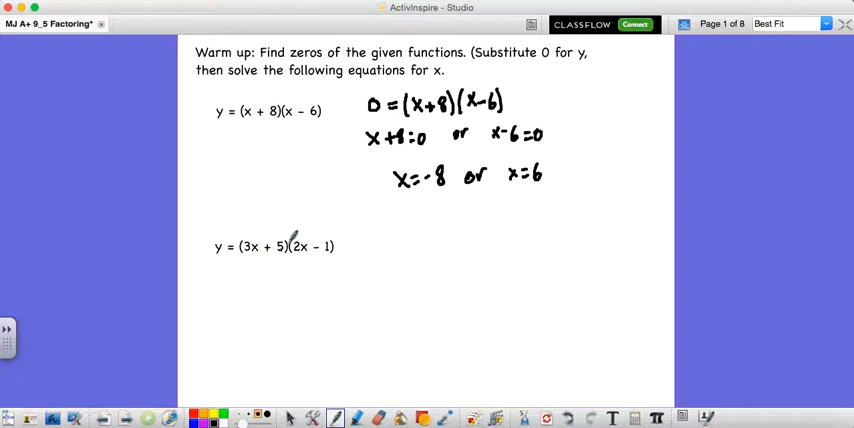 ActivInspire - Studio
MJ A+ 9_5 Factoring*
CLASSFLOW Connect
Page 1 of 8
Best Fit
Warm up: Find zeros of the given functions. (Substitute 0 for y,
then solve the following equations for x.
y = (x + 8)(x - 6)
0 = (x+8)(x-6)
x+8=0 or x-6=0
x=-8 or x=6
y = (3x + 5)(2x - 1)